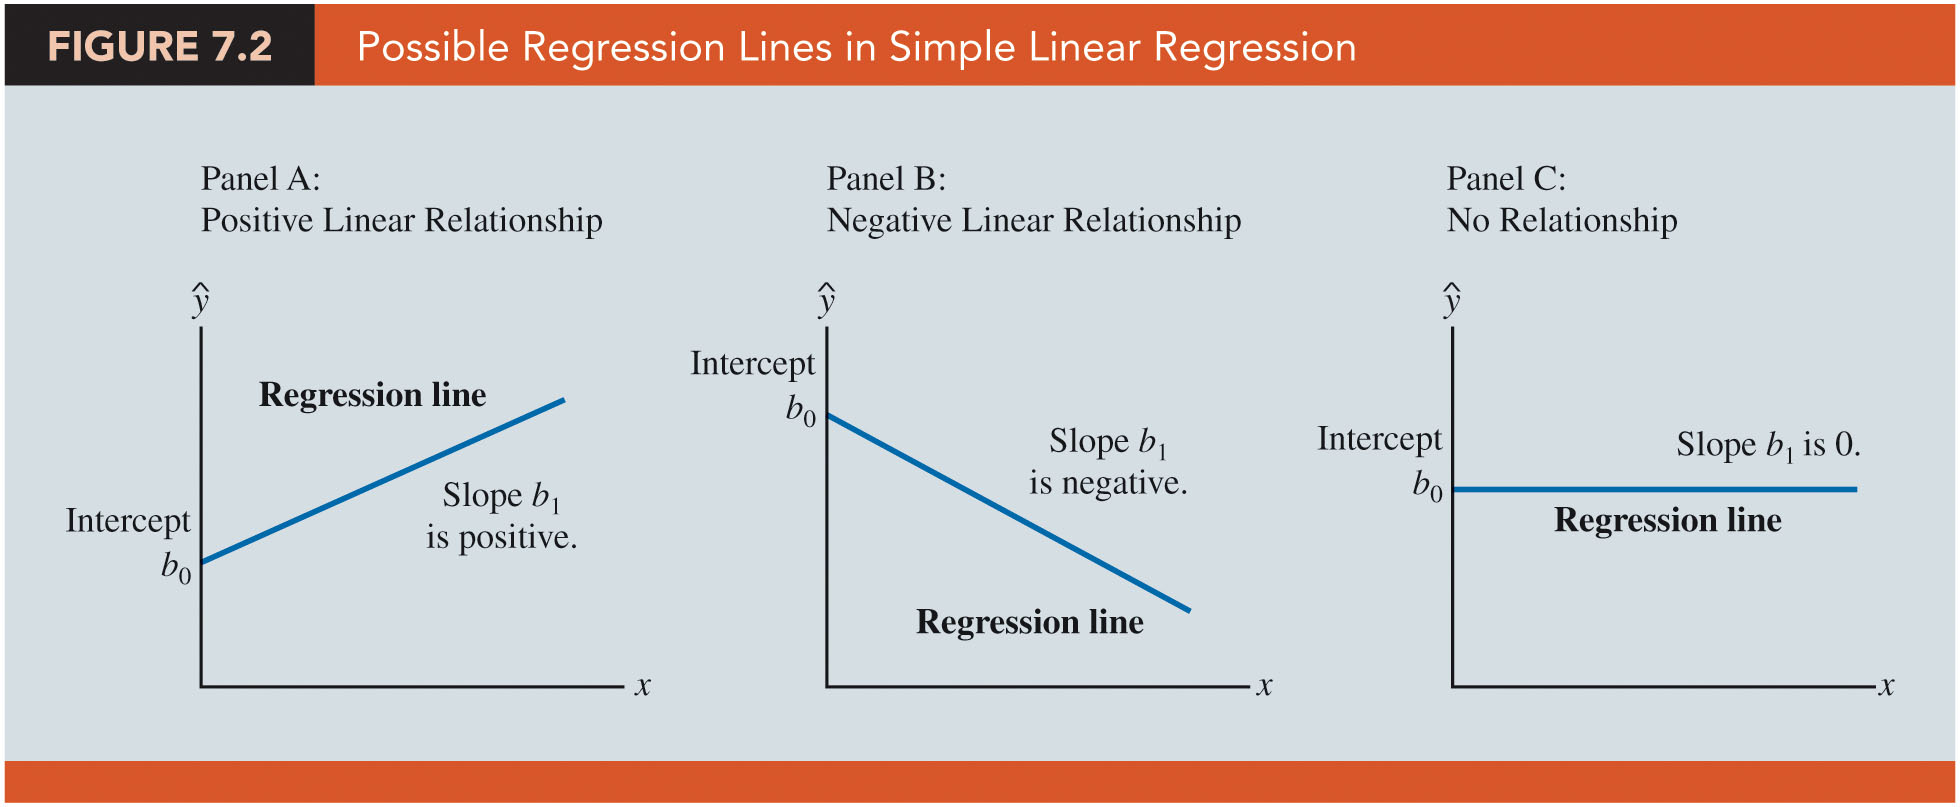 FIGURE 7.2 Possible Regression Lines in Simple Linear Regression
Panel A:
Positive Linear Relationship
ŷ
Regression line
Slope b₁
is positive.
Intercept
b₀
x
Panel B:
Negative Linear Relationship
ŷ
Intercept
b₀
Slope b₁
is negative.
Regression line
x
Panel C:
No Relationship
ŷ
Intercept
b₀
Slope b₁ is 0.
Regression line
x